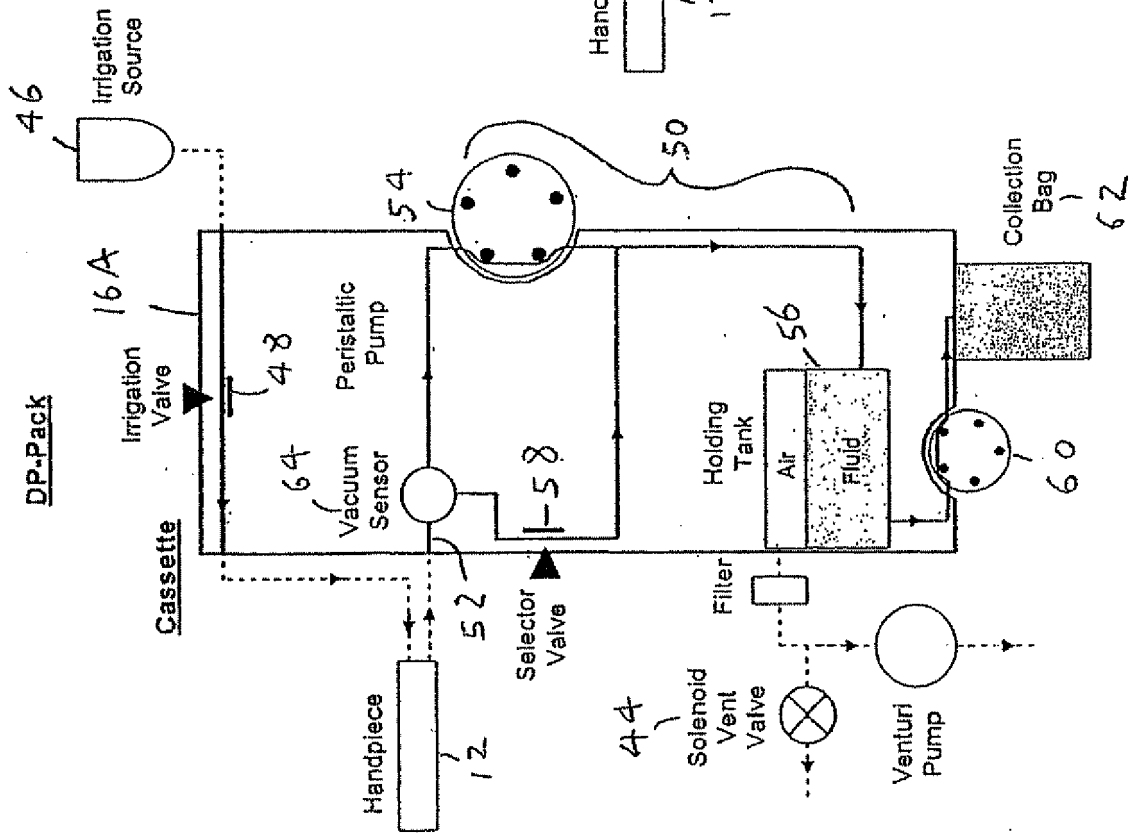 DP-Pack
46
Irrigation
Source
16A
Irrigation
Valve
48
Cassette
54
50
Peristaltic
Pump
64
Vacuum
Sensor
52
58
Selector
Valve
Handpiece
12
Holding
Tank
56
Air
Fluid
Filter
60
Collection
Bag
62
44
Solenoid
Vent
Valve
Venturi
Pump